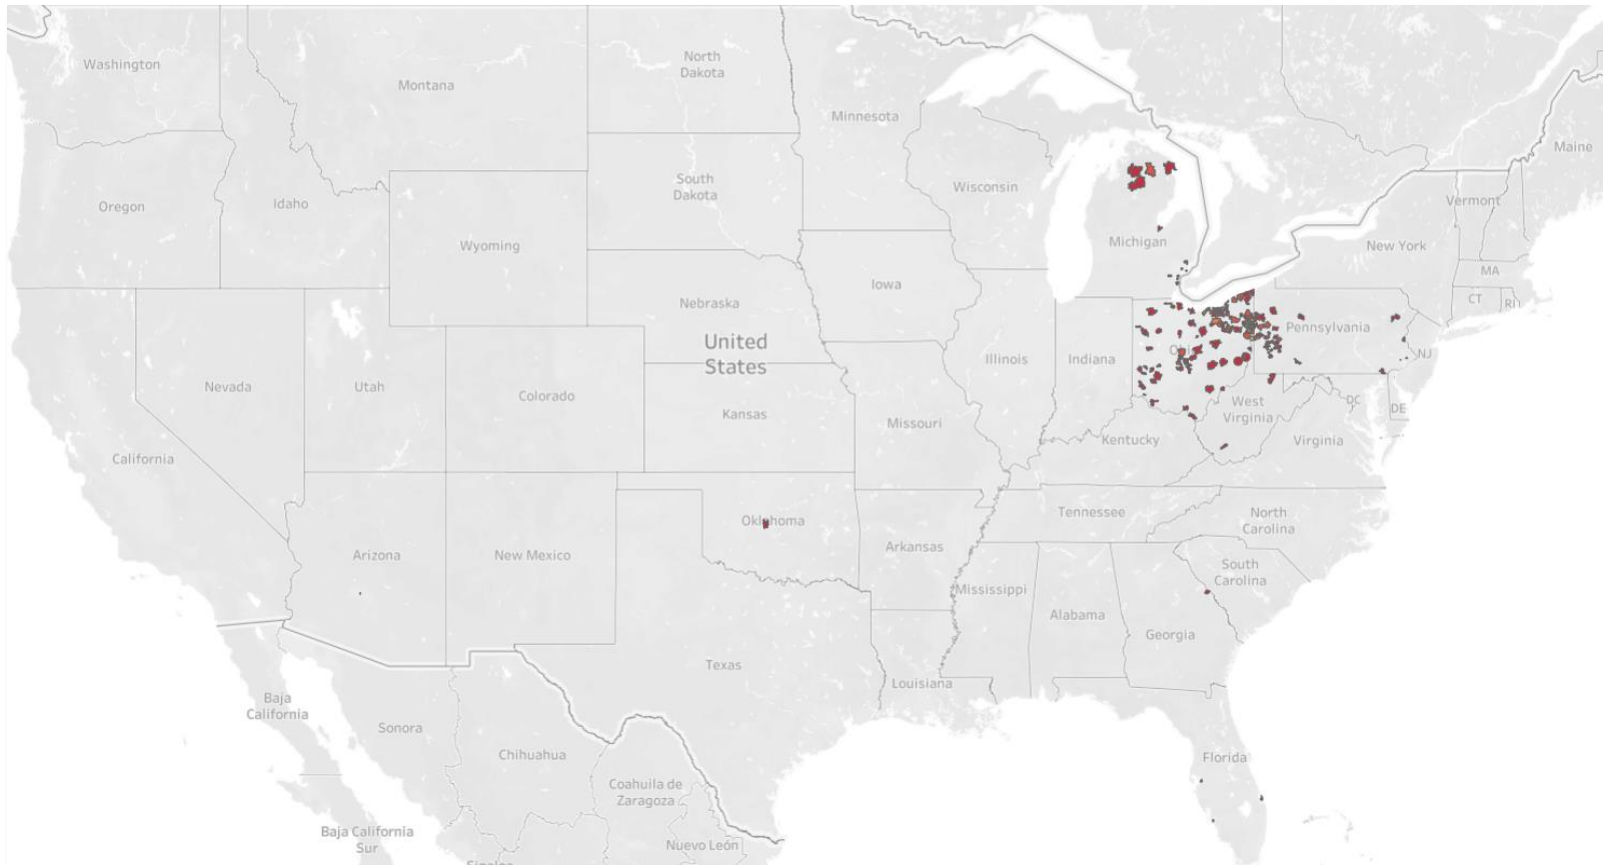 Washington
Montana
North
Dakota
Minnesota
Maine
Oregon
Idaho
South
Dakota
Wisconsin
Vermont
Wyoming
Michigan
New York
MA
Iowa
CT
RI
Nebraska
United
States
Pennsylvania
Nevada
Utah
Illinois
Indiana
NJ
Colorado
Kansas
Missouri
West
Virginia
DC
DE
California
Kentucky
Virginia
Oklahoma
Tennessee
North
Carolina
Arizona
New Mexico
Arkansas
South
Carolina
Mississippi
Alabama
Georgia
Texas
Louisiana
Baja
California
Sonora
Chihuahua
Florida
Coahuila de
Zaragoza
Baja California
Sur
Nuevo León